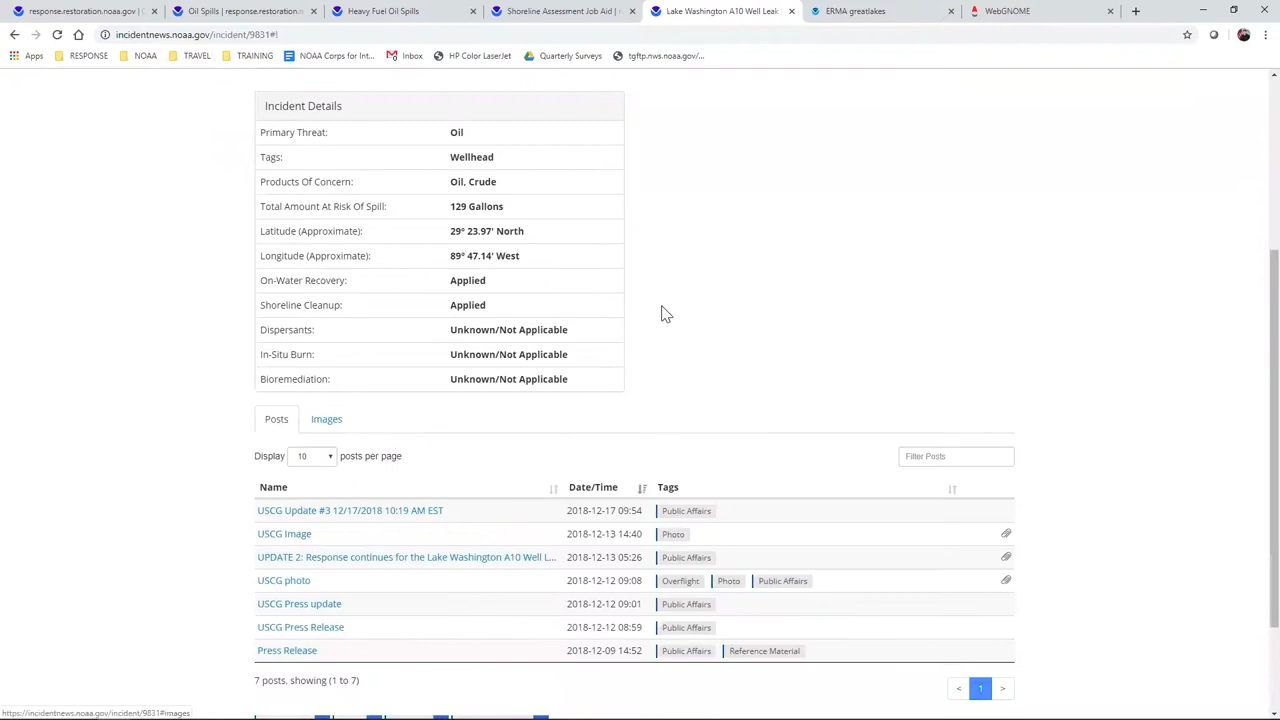 response.restoration.noaa.gov | O
Oil Spills | response.restoration.n
Heavy Fuel Oil Spills
Shoreline Assessment Job Aid | r
Lake Washington A10 Well Leak
ERMA greatlakes
WebGNOME
incidentnews.noaa.gov/incident/9831#!
Apps
RESPONSE
NOAA
TRAVEL
TRAINING
NOAA Corps for Int...
Inbox
HP Color LaserJet
Quarterly Surveys
tgftp.nws.noaa.gov/...
Incident Details
Primary Threat: Oil
Tags: Wellhead
Products Of Concern: Oil, Crude
Total Amount At Risk Of Spill: 129 Gallons
Latitude (Approximate): 29° 23.97' North
Longitude (Approximate): 89° 47.14' West
On-Water Recovery: Applied
Shoreline Cleanup: Applied
Dispersants: Unknown/Not Applicable
In-Situ Burn: Unknown/Not Applicable
Bioremediation: Unknown/Not Applicable
Posts Images
Display 10 posts per page Filter Posts
Name Date/Time Tags
USCG Update #3 12/17/2018 10:19 AM EST 2018-12-17 09:54 Public Affairs
USCG Image 2018-12-13 14:40 Photo
UPDATE 2: Response continues for the Lake Washington A10 Well L... 2018-12-13 05:26 Public Affairs
USCG photo 2018-12-12 09:08 Overflight Photo Public Affairs
USCG Press update 2018-12-12 09:01 Public Affairs
USCG Press Release 2018-12-12 08:59 Public Affairs
Press Release 2018-12-09 14:52 Public Affairs Reference Material
7 posts, showing (1 to 7) < 1 >
https://incidentnews.noaa.gov/incident/9831#images